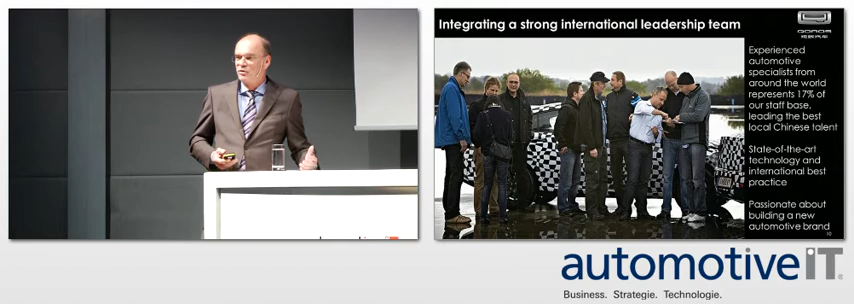 Integrating a strong international leadership team
QOROS
Experienced
automotive
specialists from
around the world
represents 17% of
our staff base,
leading the best
local Chinese talent
State-of-the-art
technology and
international best
practice
Passionate about
building a new
automotive brand
10
automotiveiT
Business. Strategie. Technologie.